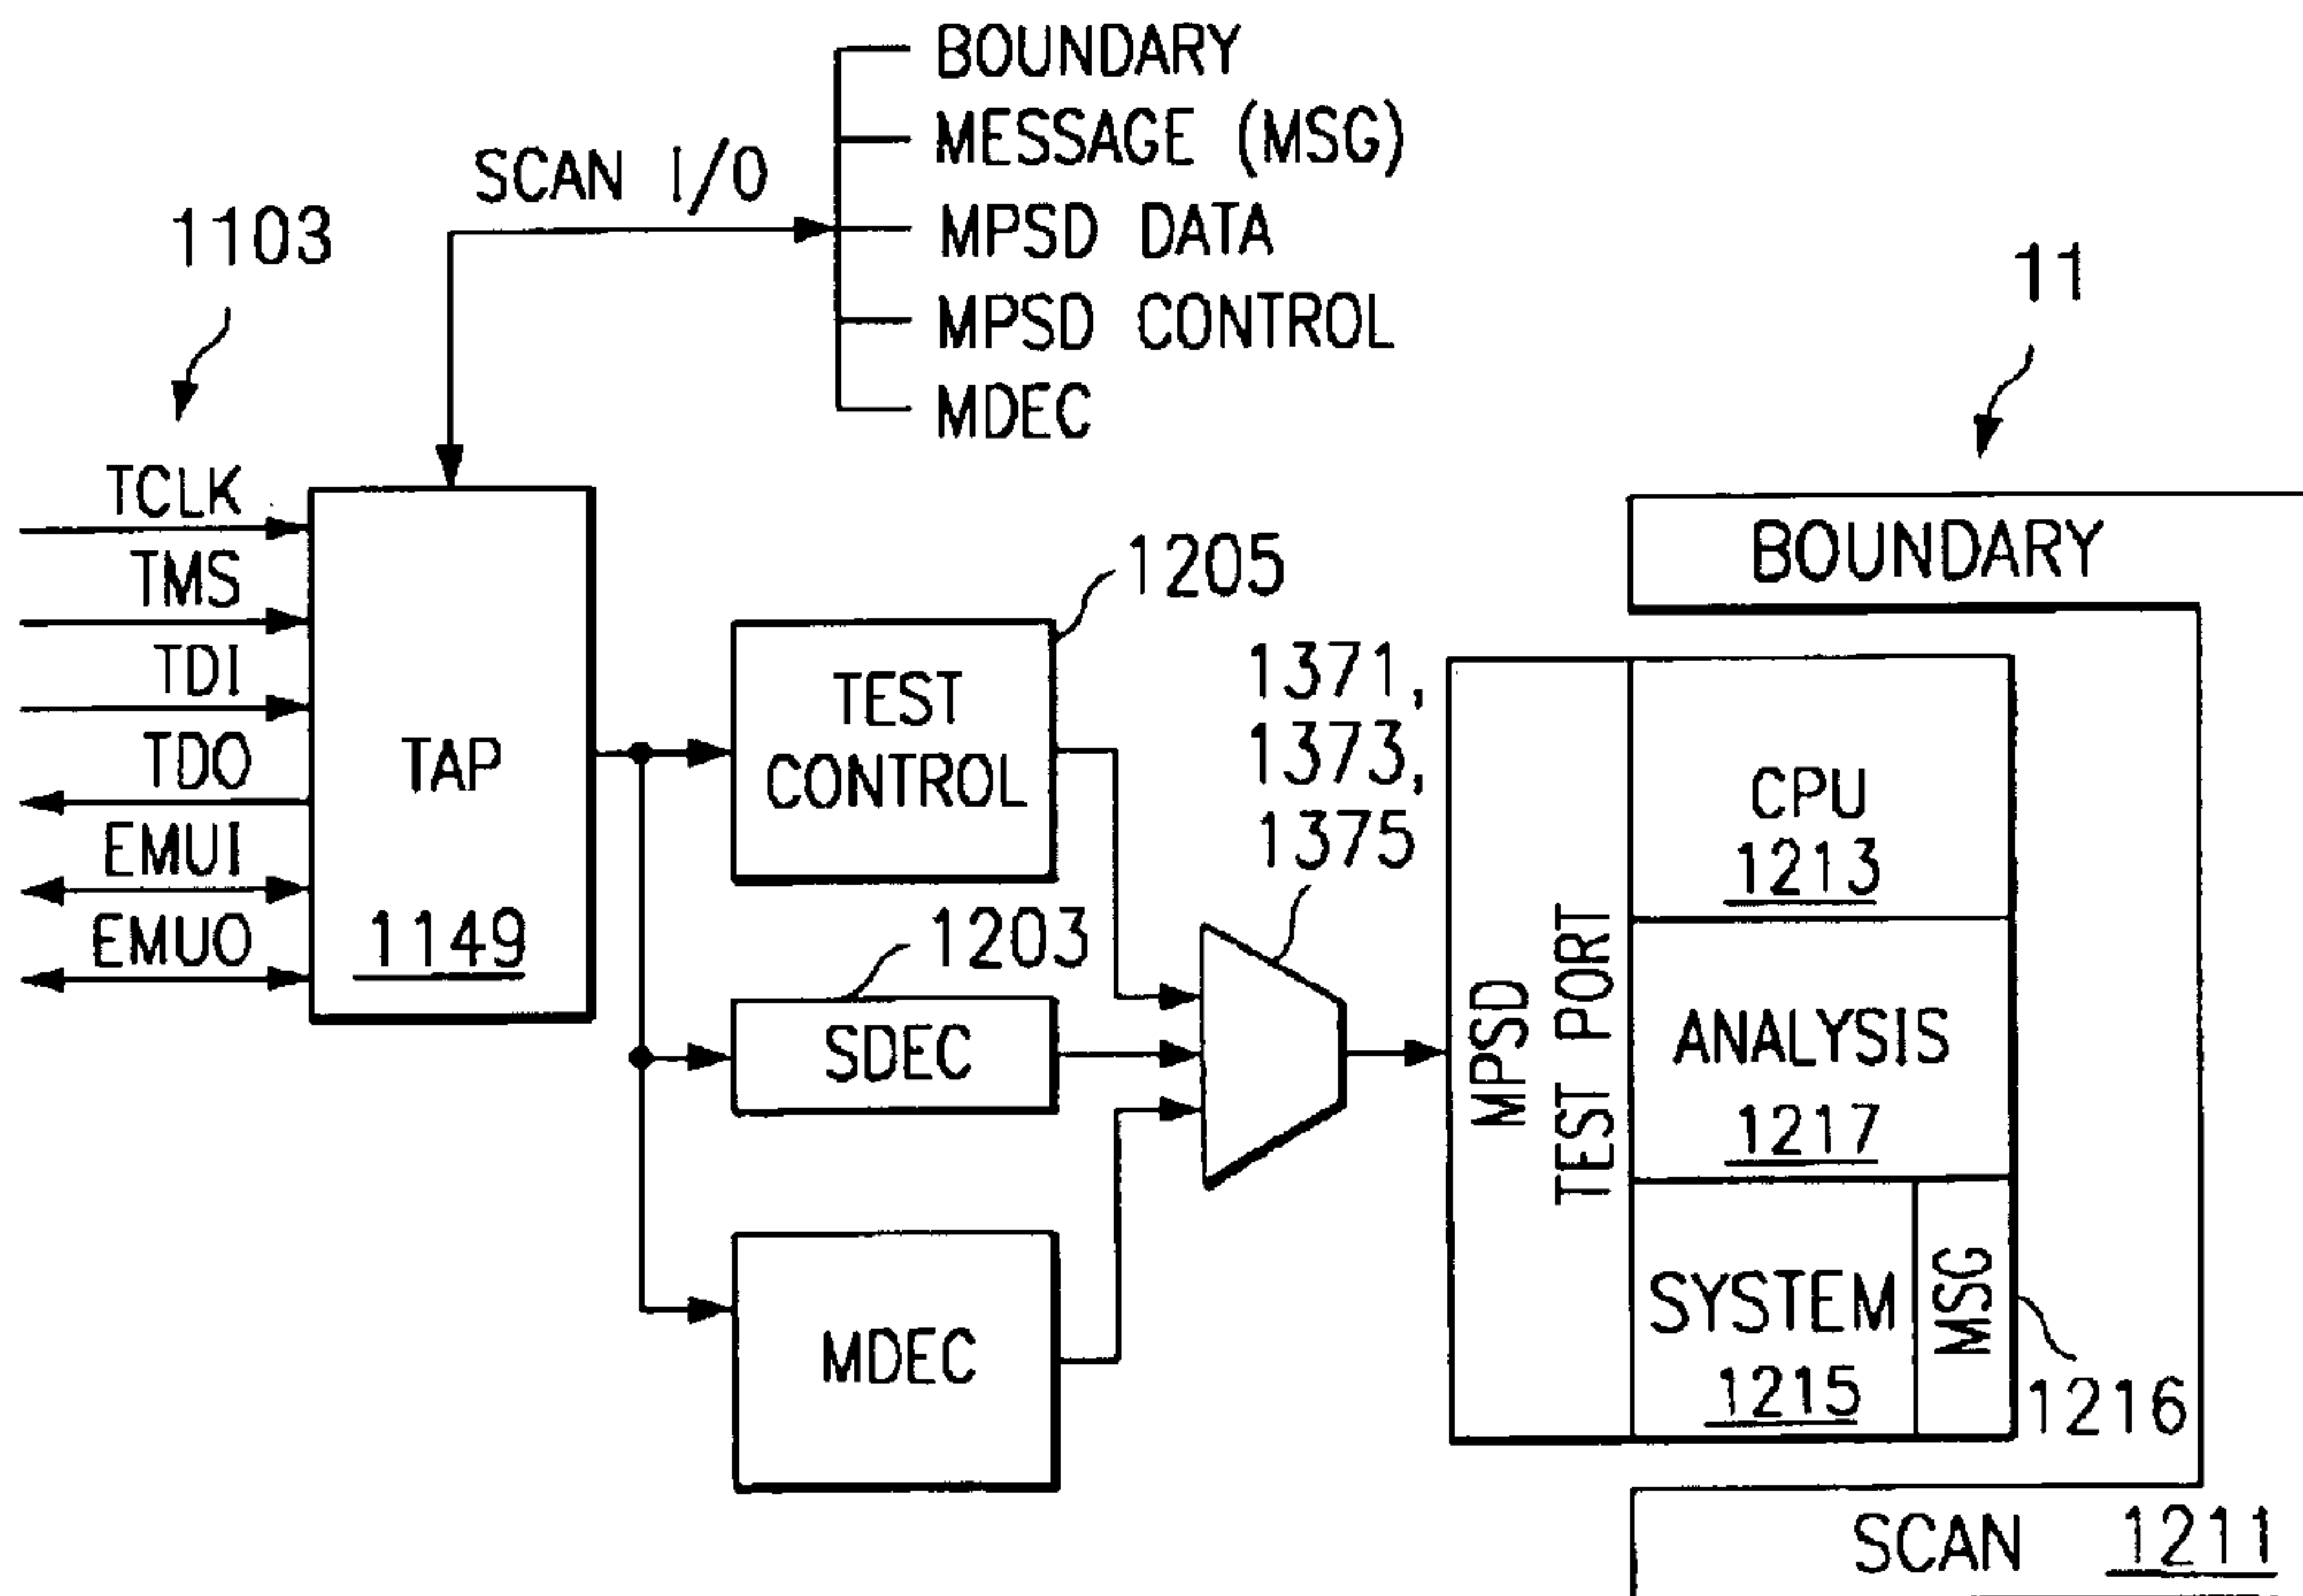 BOUNDARY
MESSAGE (MSG)
SCAN I/O
MPSD DATA
MPSD CONTROL
MDEC
1103
11
TCLK
TMS
TDI
TDO
EMUI
EMUO
TAP
1149
1205
TEST
CONTROL
1203
SDEC
MDEC
1371,
1373,
1375
BOUNDARY
MPSD
TEST PORT
CPU
1213
ANALYSIS
1217
SYSTEM
1215
MSG
1216
SCAN 1211